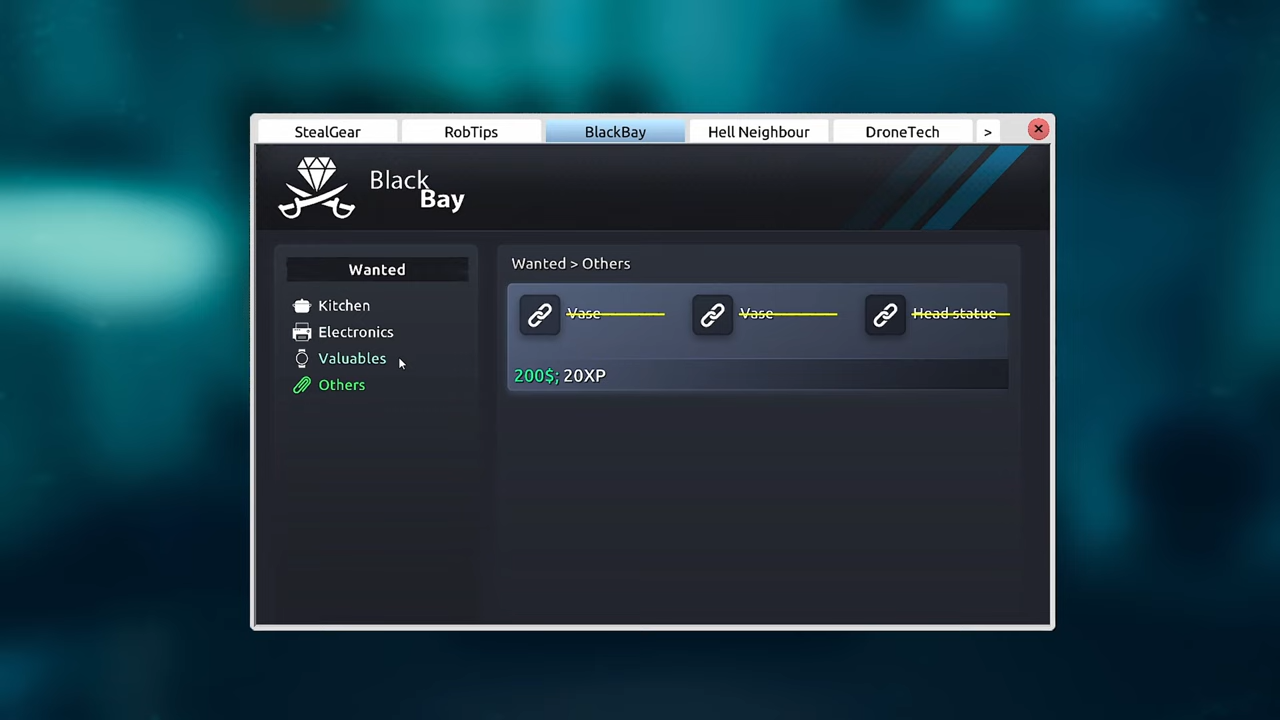 StealGear RobTips BlackBay Hell Neighbour DroneTech >
Black
Bay
Wanted
Kitchen
Electronics
Valuables
Others
Wanted > Others
Vase Vase Head statue
200$; 20XP